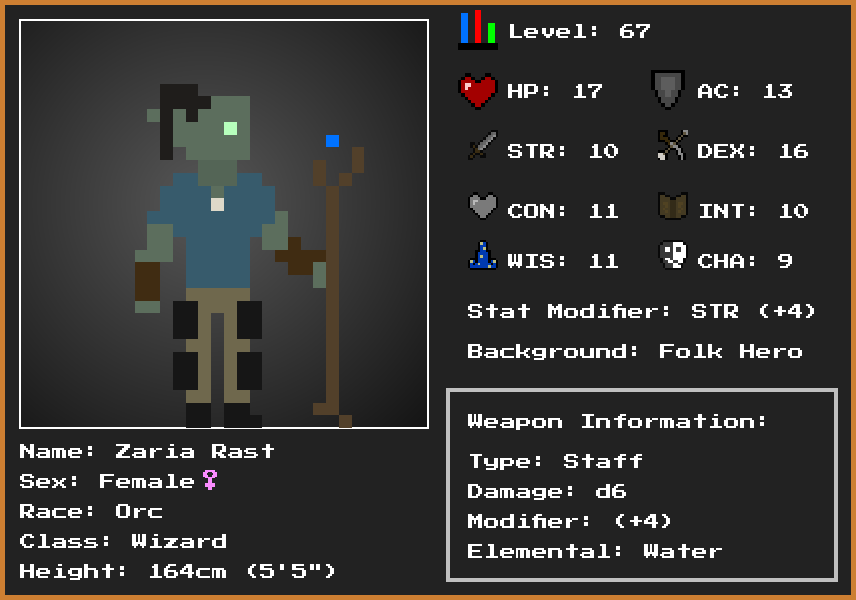 Level: 67
HP: 17
AC: 13
STR: 10
DEX: 16
CON: 11
INT: 10
WIS: 11
CHA: 9
Stat Modifier: STR (+4)
Background: Folk Hero
Weapon Information:
Type: Staff
Damage: d6
Modifier: (+4)
Elemental: Water
Name: Zaria Rast
Sex: Female♀
Race: Orc
Class: Wizard
Height: 164cm (5'5")